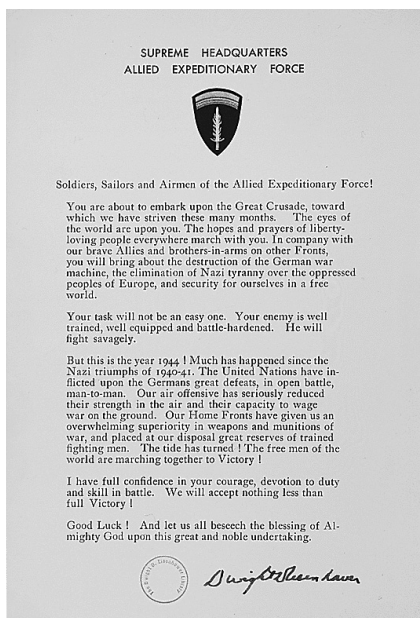 SUPREME HEADQUARTERS
ALLIED EXPEDITIONARY FORCE
Soldiers, Sailors and Airmen of the Allied Expeditionary Force!
You are about to embark upon the Great Crusade, toward
which we have striven these many months. The eyes of
the world are upon you. The hopes and prayers of liberty-
loving people everywhere march with you. In company with
our brave Allies and brothers-in-arms on other Fronts,
you will bring about the destruction of the German war
machine, the elimination of Nazi tyranny over the oppressed
peoples of Europe, and security for ourselves in a free
world.
Your task will not be an easy one. Your enemy is well
trained, well equipped and battle-hardened. He will
fight savagely.
But this is the year 1944 ! Much has happened since the
Nazi triumphs of 1940-41. The United Nations have in-
flicted upon the Germans great defeats, in open battle,
man-to-man. Our air offensive has seriously reduced
their strength in the air and their capacity to wage
war on the ground. Our Home Fronts have given us an
overwhelming superiority in weapons and munitions of
war, and placed at our disposal great reserves of trained
fighting men. The tide has turned ! The free men of the
world are marching together to Victory !
I have full confidence in your courage, devotion to duty
and skill in battle. We will accept nothing less than
full Victory !
Good Luck ! And let us all beseech the blessing of Al-
mighty God upon this great and noble undertaking.
The Dwight D. Eisenhower Library
Dwight D Eisenhower